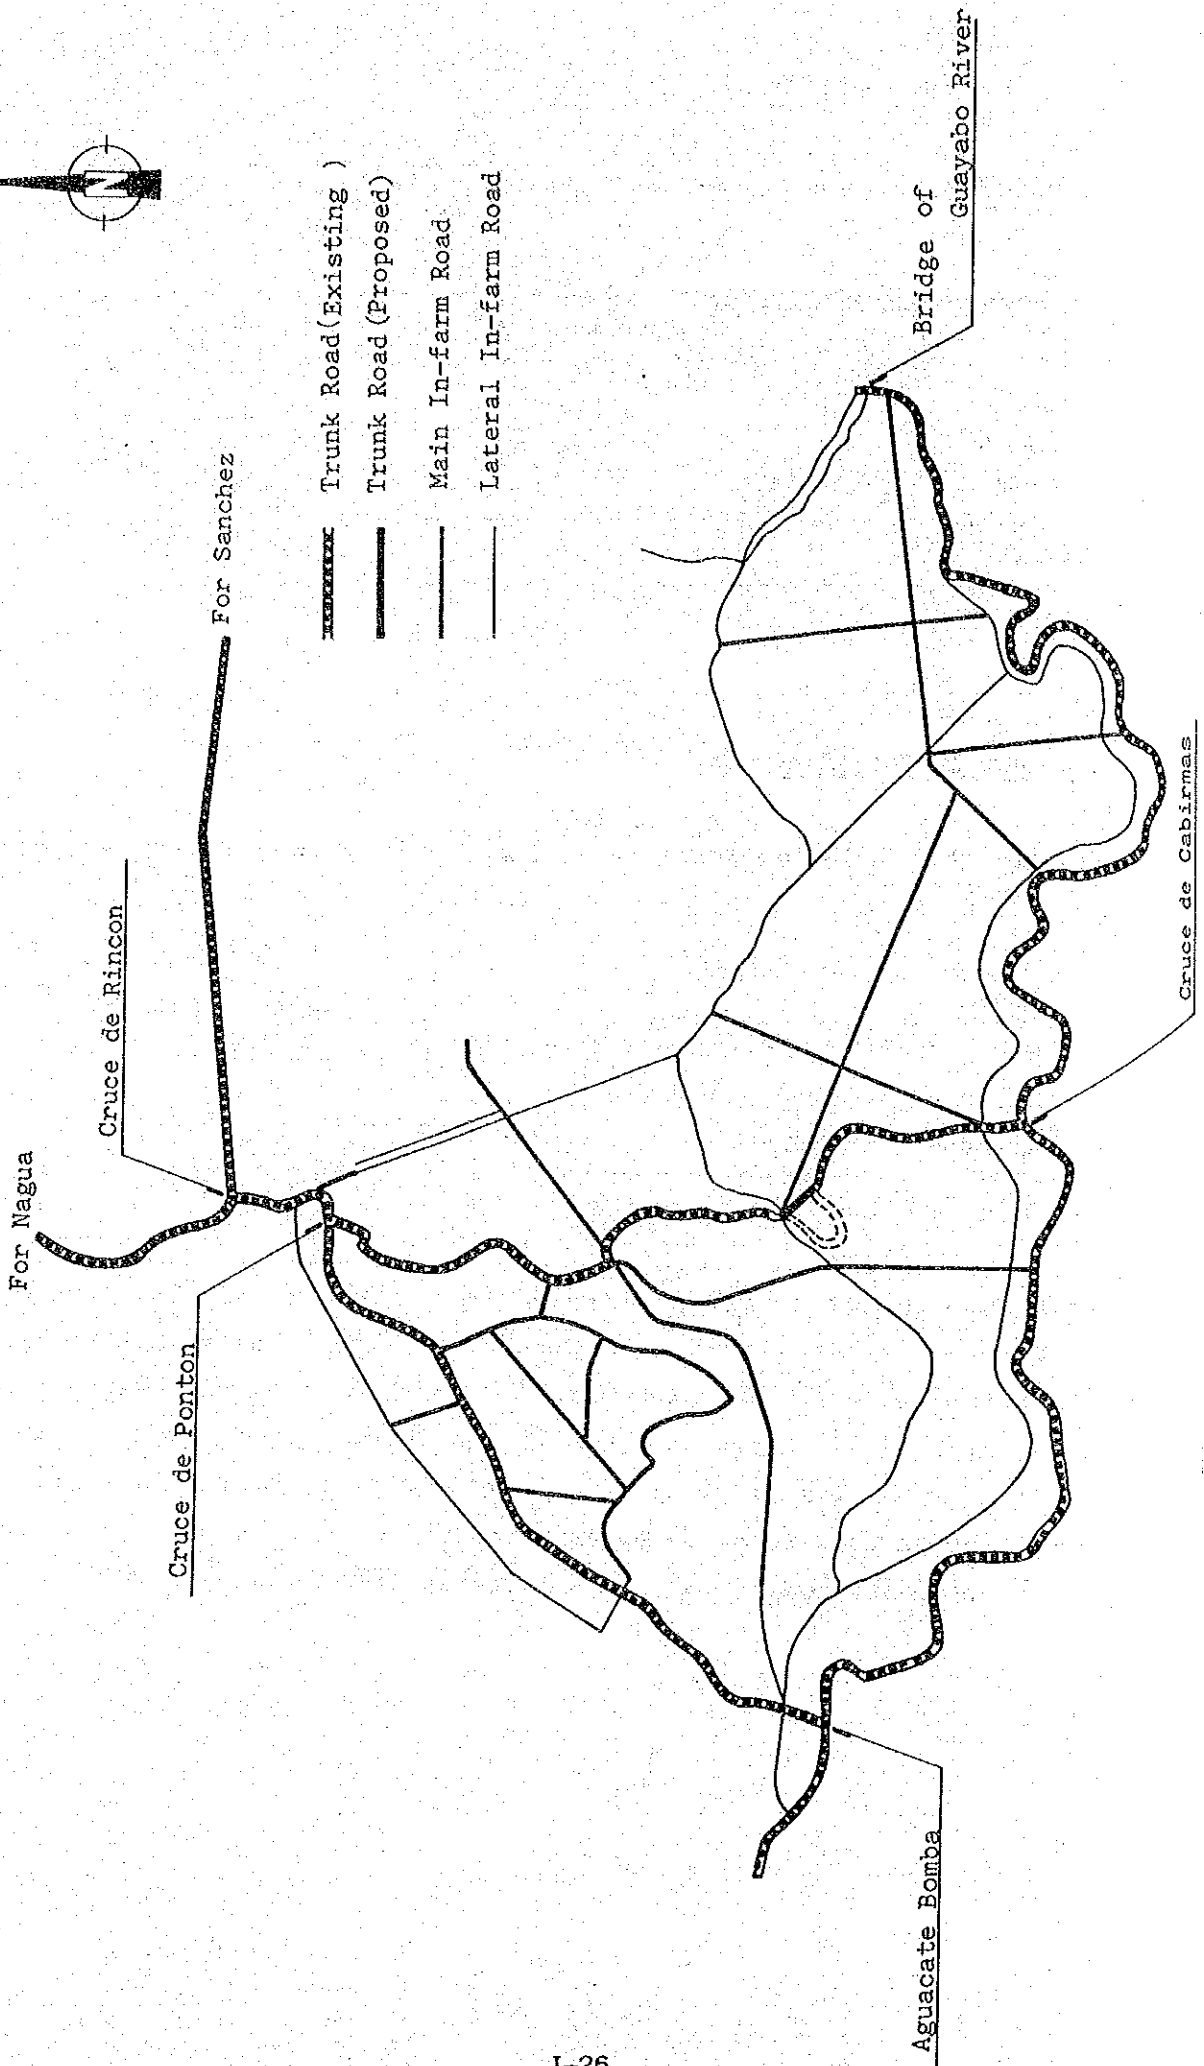 For Nagua
Cruce de Rincon
For Sanchez
N
Trunk Road(Existing )
Trunk Road(Proposed)
Main In-farm Road
Lateral In-farm Road
Cruce de Ponton
Bridge of
Guayabo River
Aguacate Bomba
Cruce de Cabirmas